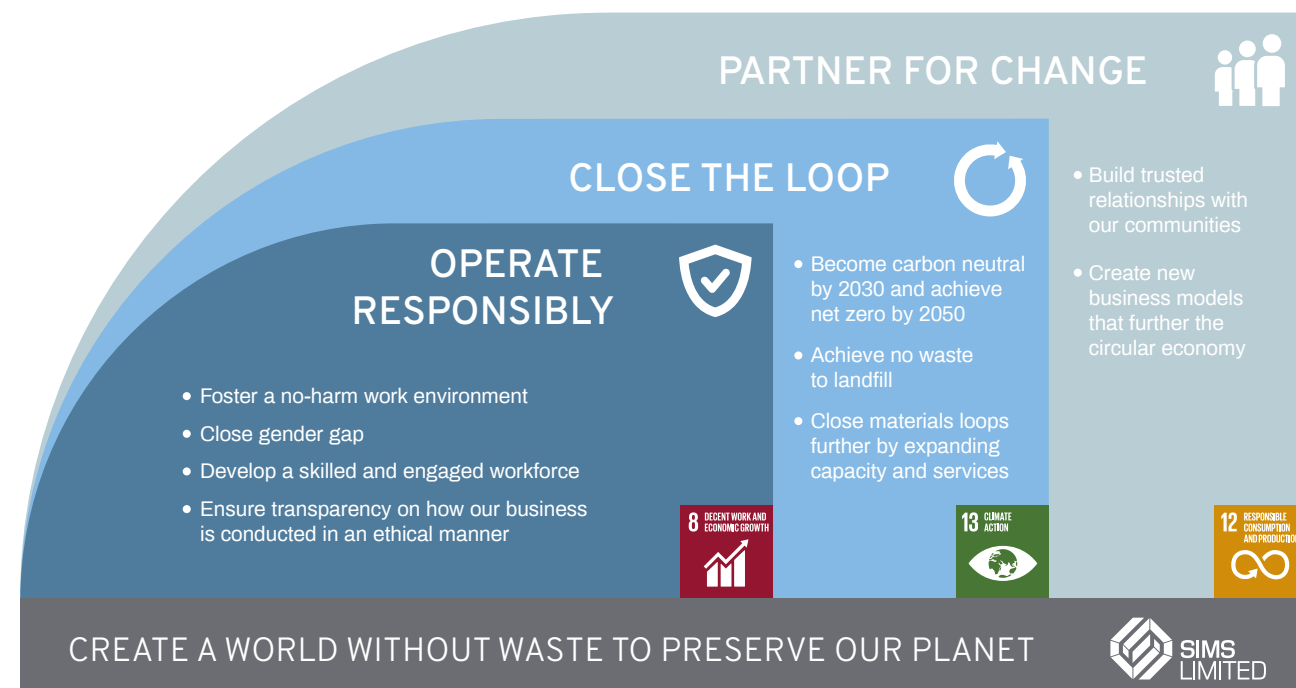 PARTNER FOR CHANGE
• Build trusted
relationships with
our communities
• Create new
business models
that further the
circular economy
CLOSE THE LOOP
• Become carbon neutral
by 2030 and achieve
net zero by 2050
• Achieve no waste
to landfill
• Close materials loops
further by expanding
capacity and services
OPERATE
RESPONSIBLY
• Foster a no-harm work environment
• Close gender gap
• Develop a skilled and engaged workforce
• Ensure transparency on how our business
is conducted in an ethical manner
8 DECENT WORK AND
ECONOMIC GROWTH
13 CLIMATE
ACTION
12 RESPONSIBLE
CONSUMPTION
AND PRODUCTION
CREATE A WORLD WITHOUT WASTE TO PRESERVE OUR PLANET
SIMS
LIMITED